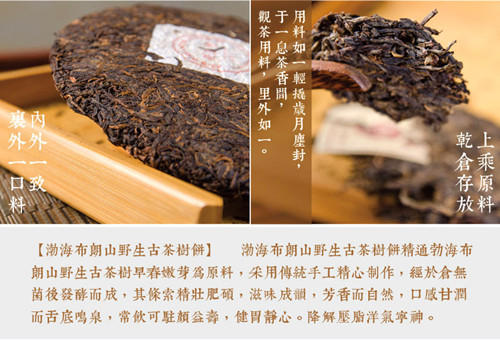 內外一致
裏外一口料
用料如一輕撬歲月塵封，
于一息茶香間，
觀茶用料，里外如一。
上乘原料
乾倉存放
【渤海布朗山野生古茶樹餅】 渤海布朗山野生古茶樹餅精通勃海布
朗山野生古茶樹早春嫩芽爲原料，采用傳統手工精心制作，經於倉無
菌後發酵而成，其條索精壯肥碩，滋味成韻，芳香而自然，口感甘潤
而舌底鳴泉，常飲可駐顏益壽，健胃靜心。降解壓脂洋氣寧神。